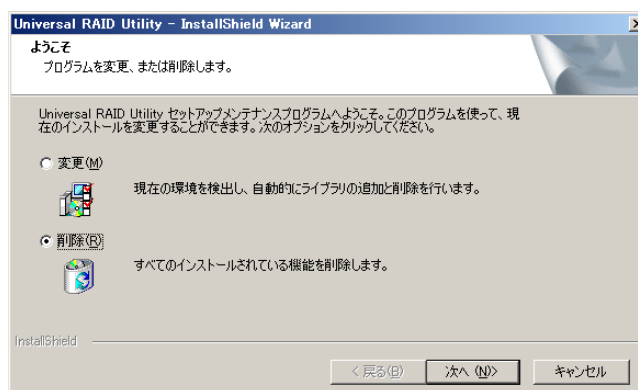 Universal RAID Utility - InstallShield Wizard
ようこそ
プログラムを変更、または削除します。
Universal RAID Utility セットアップメンテナンスプログラムへようこそ。このプログラムを使って、現
在のインストールを変更することができます。次のオプションをクリックしてください。
変更(M)
現在の環境を検出し、自動的にライブラリの追加と削除を行います。
削除(R)
すべてのインストールされている機能を削除します。
InstallShield
< 戻る(B)
次へ (N)>
キャンセル